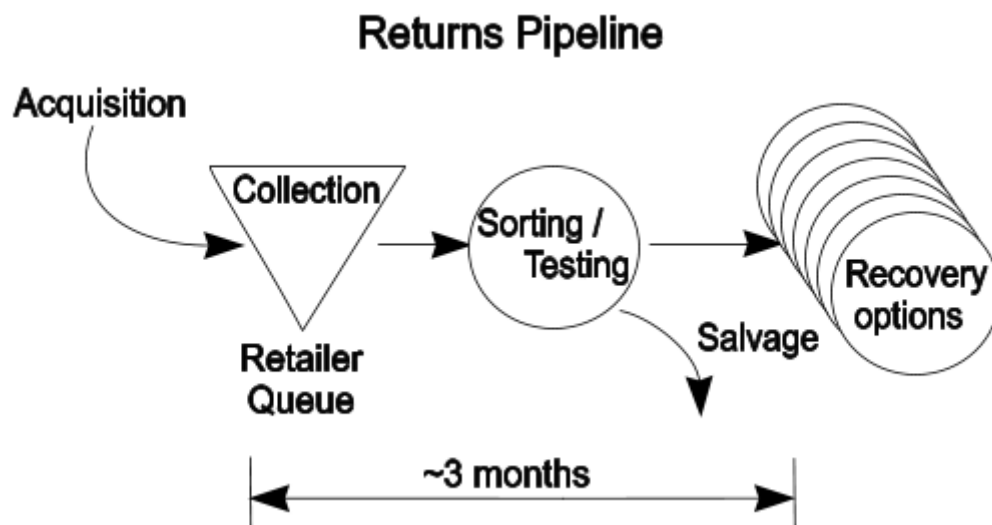 Returns Pipeline
Acquisition
Collection
Retailer
Queue
Sorting /
Testing
Salvage
Recovery
options
~3 months